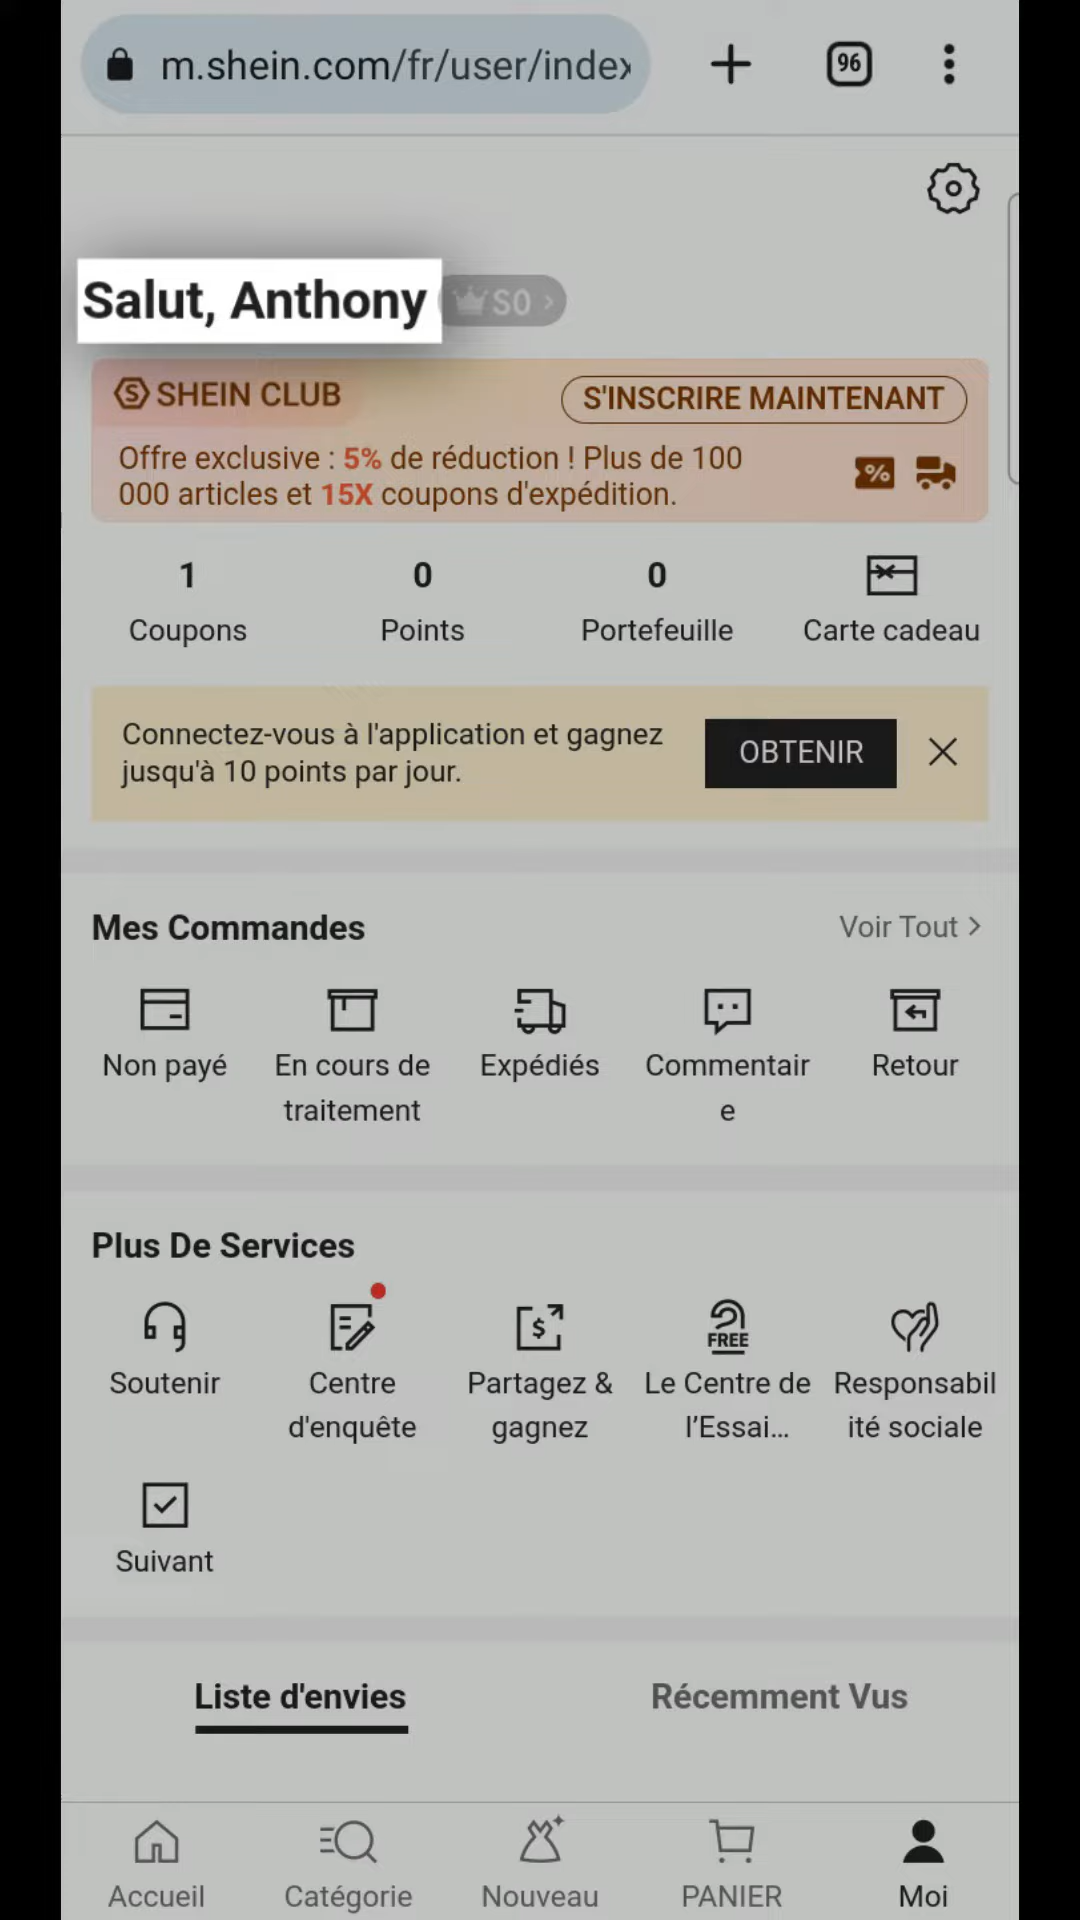 m.shein.com/fr/user/index
96
Salut, Anthony
S0 >
SHEIN CLUB
S'INSCRIRE MAINTENANT
Offre exclusive : 5% de réduction ! Plus de 100
000 articles et 15X coupons d'expédition.
%
1
0
0
Coupons
Points
Portefeuille
Carte cadeau
Connectez-vous à l'application et gagnez
jusqu'à 10 points par jour.
OBTENIR
Mes Commandes
Voir Tout >
Non payé
En cours de
traitement
Expédiés
Commentair
e
Retour
Plus De Services
$
FREE
Soutenir
Centre
d'enquête
Partagez &
gagnez
Le Centre de
l’Essai...
Responsabil
ité sociale
Suivant
Liste d'envies
Récemment Vus
Accueil
Catégorie
Nouveau
PANIER
Moi